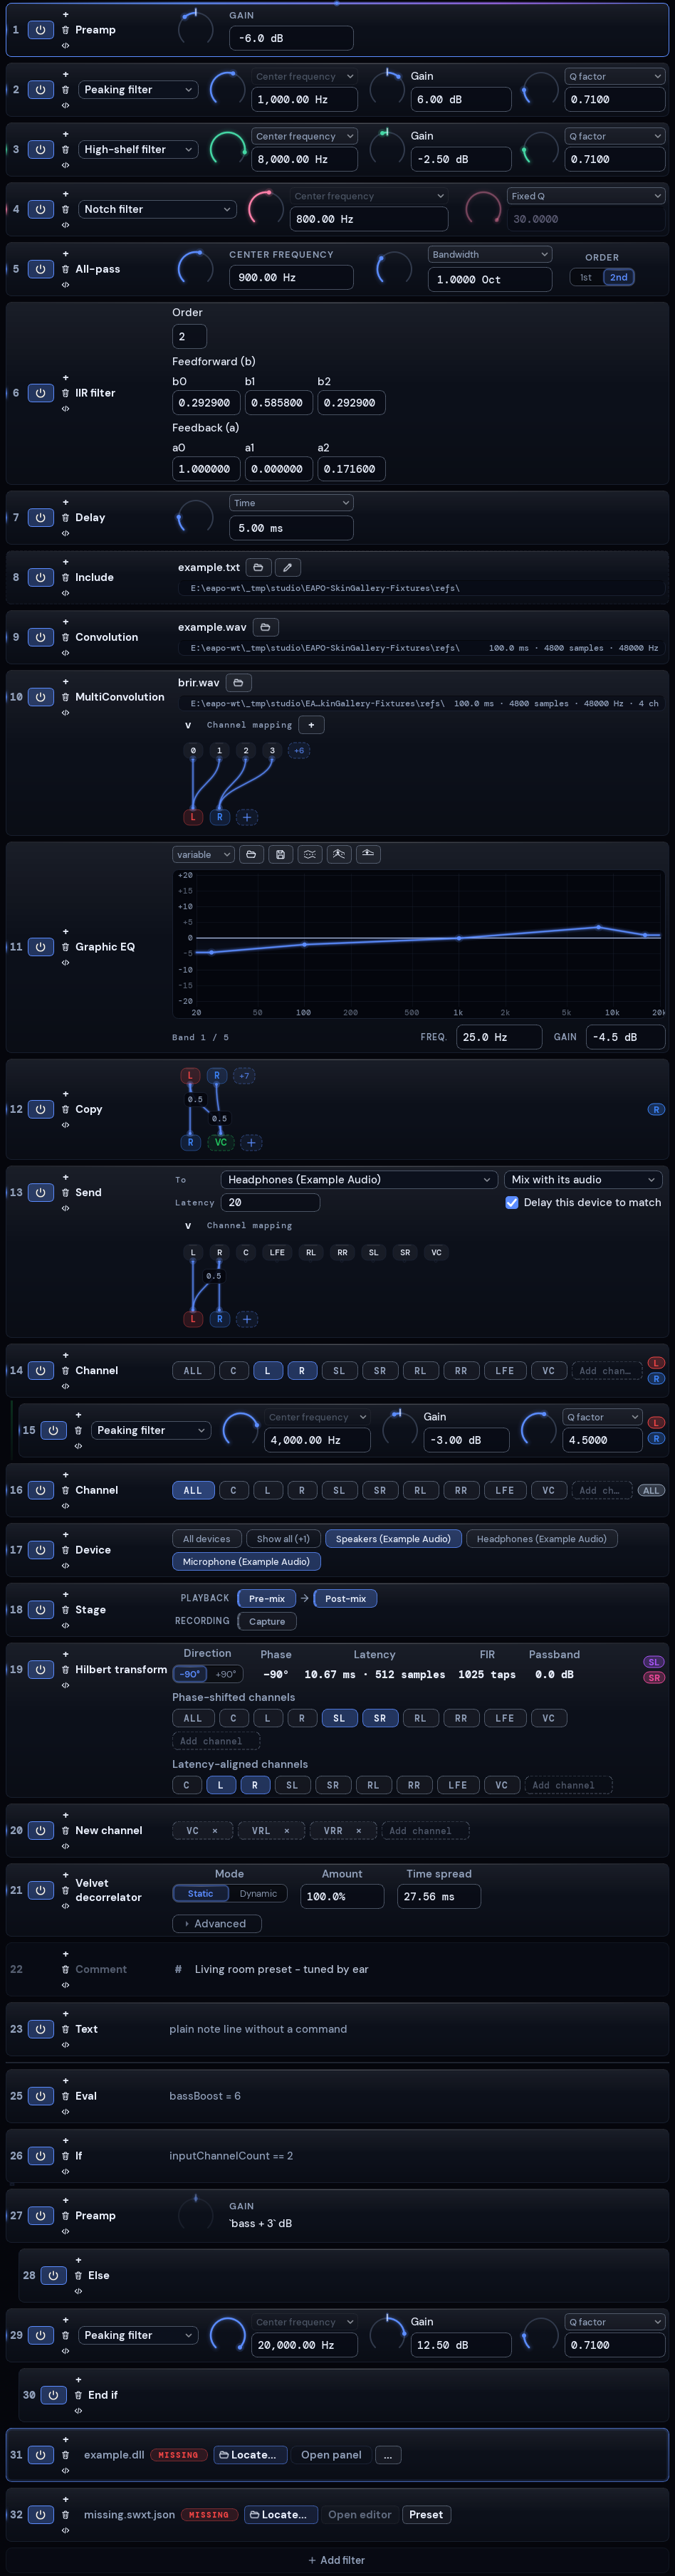 GAIN
1 Preamp -6.0 dB
2 Peaking filter Center frequency 1,000.00 Hz Gain 6.00 dB Q factor 0.7100
3 High-shelf filter Center frequency 8,000.00 Hz Gain -2.50 dB Q factor 0.7100
4 Notch filter Center frequency 800.00 Hz Fixed Q 30.0000
5 All-pass CENTER FREQUENCY 900.00 Hz Bandwidth 1.0000 Oct ORDER 1st 2nd
Order
2
Feedforward (b)
b0 b1 b2
6 IIR filter 0.292900 0.585800 0.292900
Feedback (a)
a0 a1 a2
1.000000 0.000000 0.171600
7 Delay Time 5.00 ms
8 Include example.txt
E:\eapo-wt\_tmp\studio\EAPO-SkinGallery-Fixtures\refs\
9 Convolution example.wav
E:\eapo-wt\_tmp\studio\EAPO-SkinGallery-Fixtures\refs\ 100.0 ms · 4800 samples · 48000 Hz
10 MultiConvolution brir.wav
E:\eapo-wt\_tmp\studio\EA…kinGallery-Fixtures\refs\ 100.0 ms · 4800 samples · 48000 Hz · 4 ch
v Channel mapping +
0 1 2 3 +6
L R +
variable
+20
+15
+10
+5
11 Graphic EQ 0
-5
-10
-15
-20
20 50 100 200 500 1k 2k 5k 10k 20k
Band 1 / 5 FREQ. 25.0 Hz GAIN -4.5 dB
L R +7
0.5
12 Copy 0.5 R
R VC +
13 Send To Headphones (Example Audio) Mix with its audio
Latency 20 Delay this device to match
v Channel mapping
L R C LFE RL RR SL SR VC
0.5
L R +
14 Channel ALL C L R SL SR RL RR LFE VC Add chan… L R
15 Peaking filter Center frequency 4,000.00 Hz Gain -3.00 dB Q factor 4.5000 L R
16 Channel ALL C L R SL SR RL RR LFE VC Add ch… ALL
17 Device All devices Show all (+1) Speakers (Example Audio) Headphones (Example Audio)
Microphone (Example Audio)
18 Stage PLAYBACK Pre-mix → Post-mix
RECORDING Capture
Direction Phase Latency FIR Passband
19 Hilbert transform −90° +90° −90° 10.67 ms · 512 samples 1025 taps 0.0 dB SL SR
Phase-shifted channels
ALL C L R SL SR RL RR LFE VC
Add channel
Latency-aligned channels
C L R SL SR RL RR LFE VC Add channel
20 New channel VC × VRL × VRR × Add channel
Mode Amount Time spread
21 Velvet decorrelator Static Dynamic 100.0% 27.56 ms
Advanced
22 Comment # Living room preset - tuned by ear
23 Text plain note line without a command
25 Eval bassBoost = 6
26 If inputChannelCount == 2
27 Preamp GAIN
`bass + 3` dB
28 Else
29 Peaking filter Center frequency 20,000.00 Hz Gain 12.50 dB Q factor 0.7100
30 End if
31 example.dll MISSING Locate... Open panel ...
32 missing.swxt.json MISSING Locate... Open editor Preset
+ Add filter